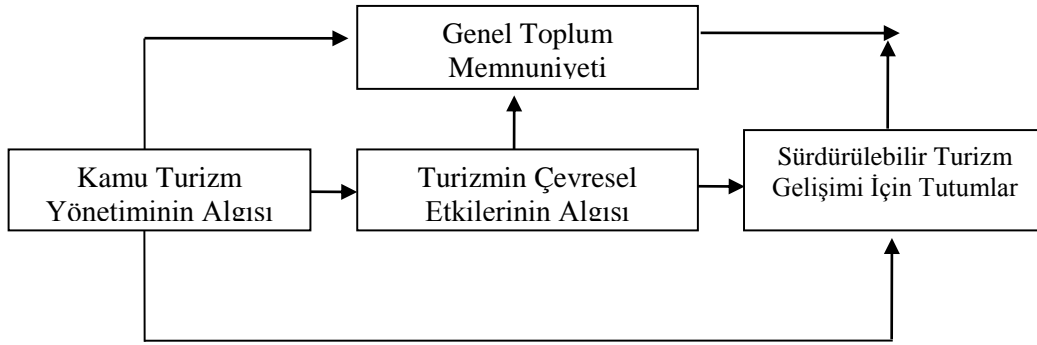 Genel Toplum
Memnuniyeti
Kamu Turizm
Yönetiminin Algısı
Turizmin Çevresel
Etkilerinin Algısı
Sürdürülebilir Turizm
Gelişimi İçin Tutumlar